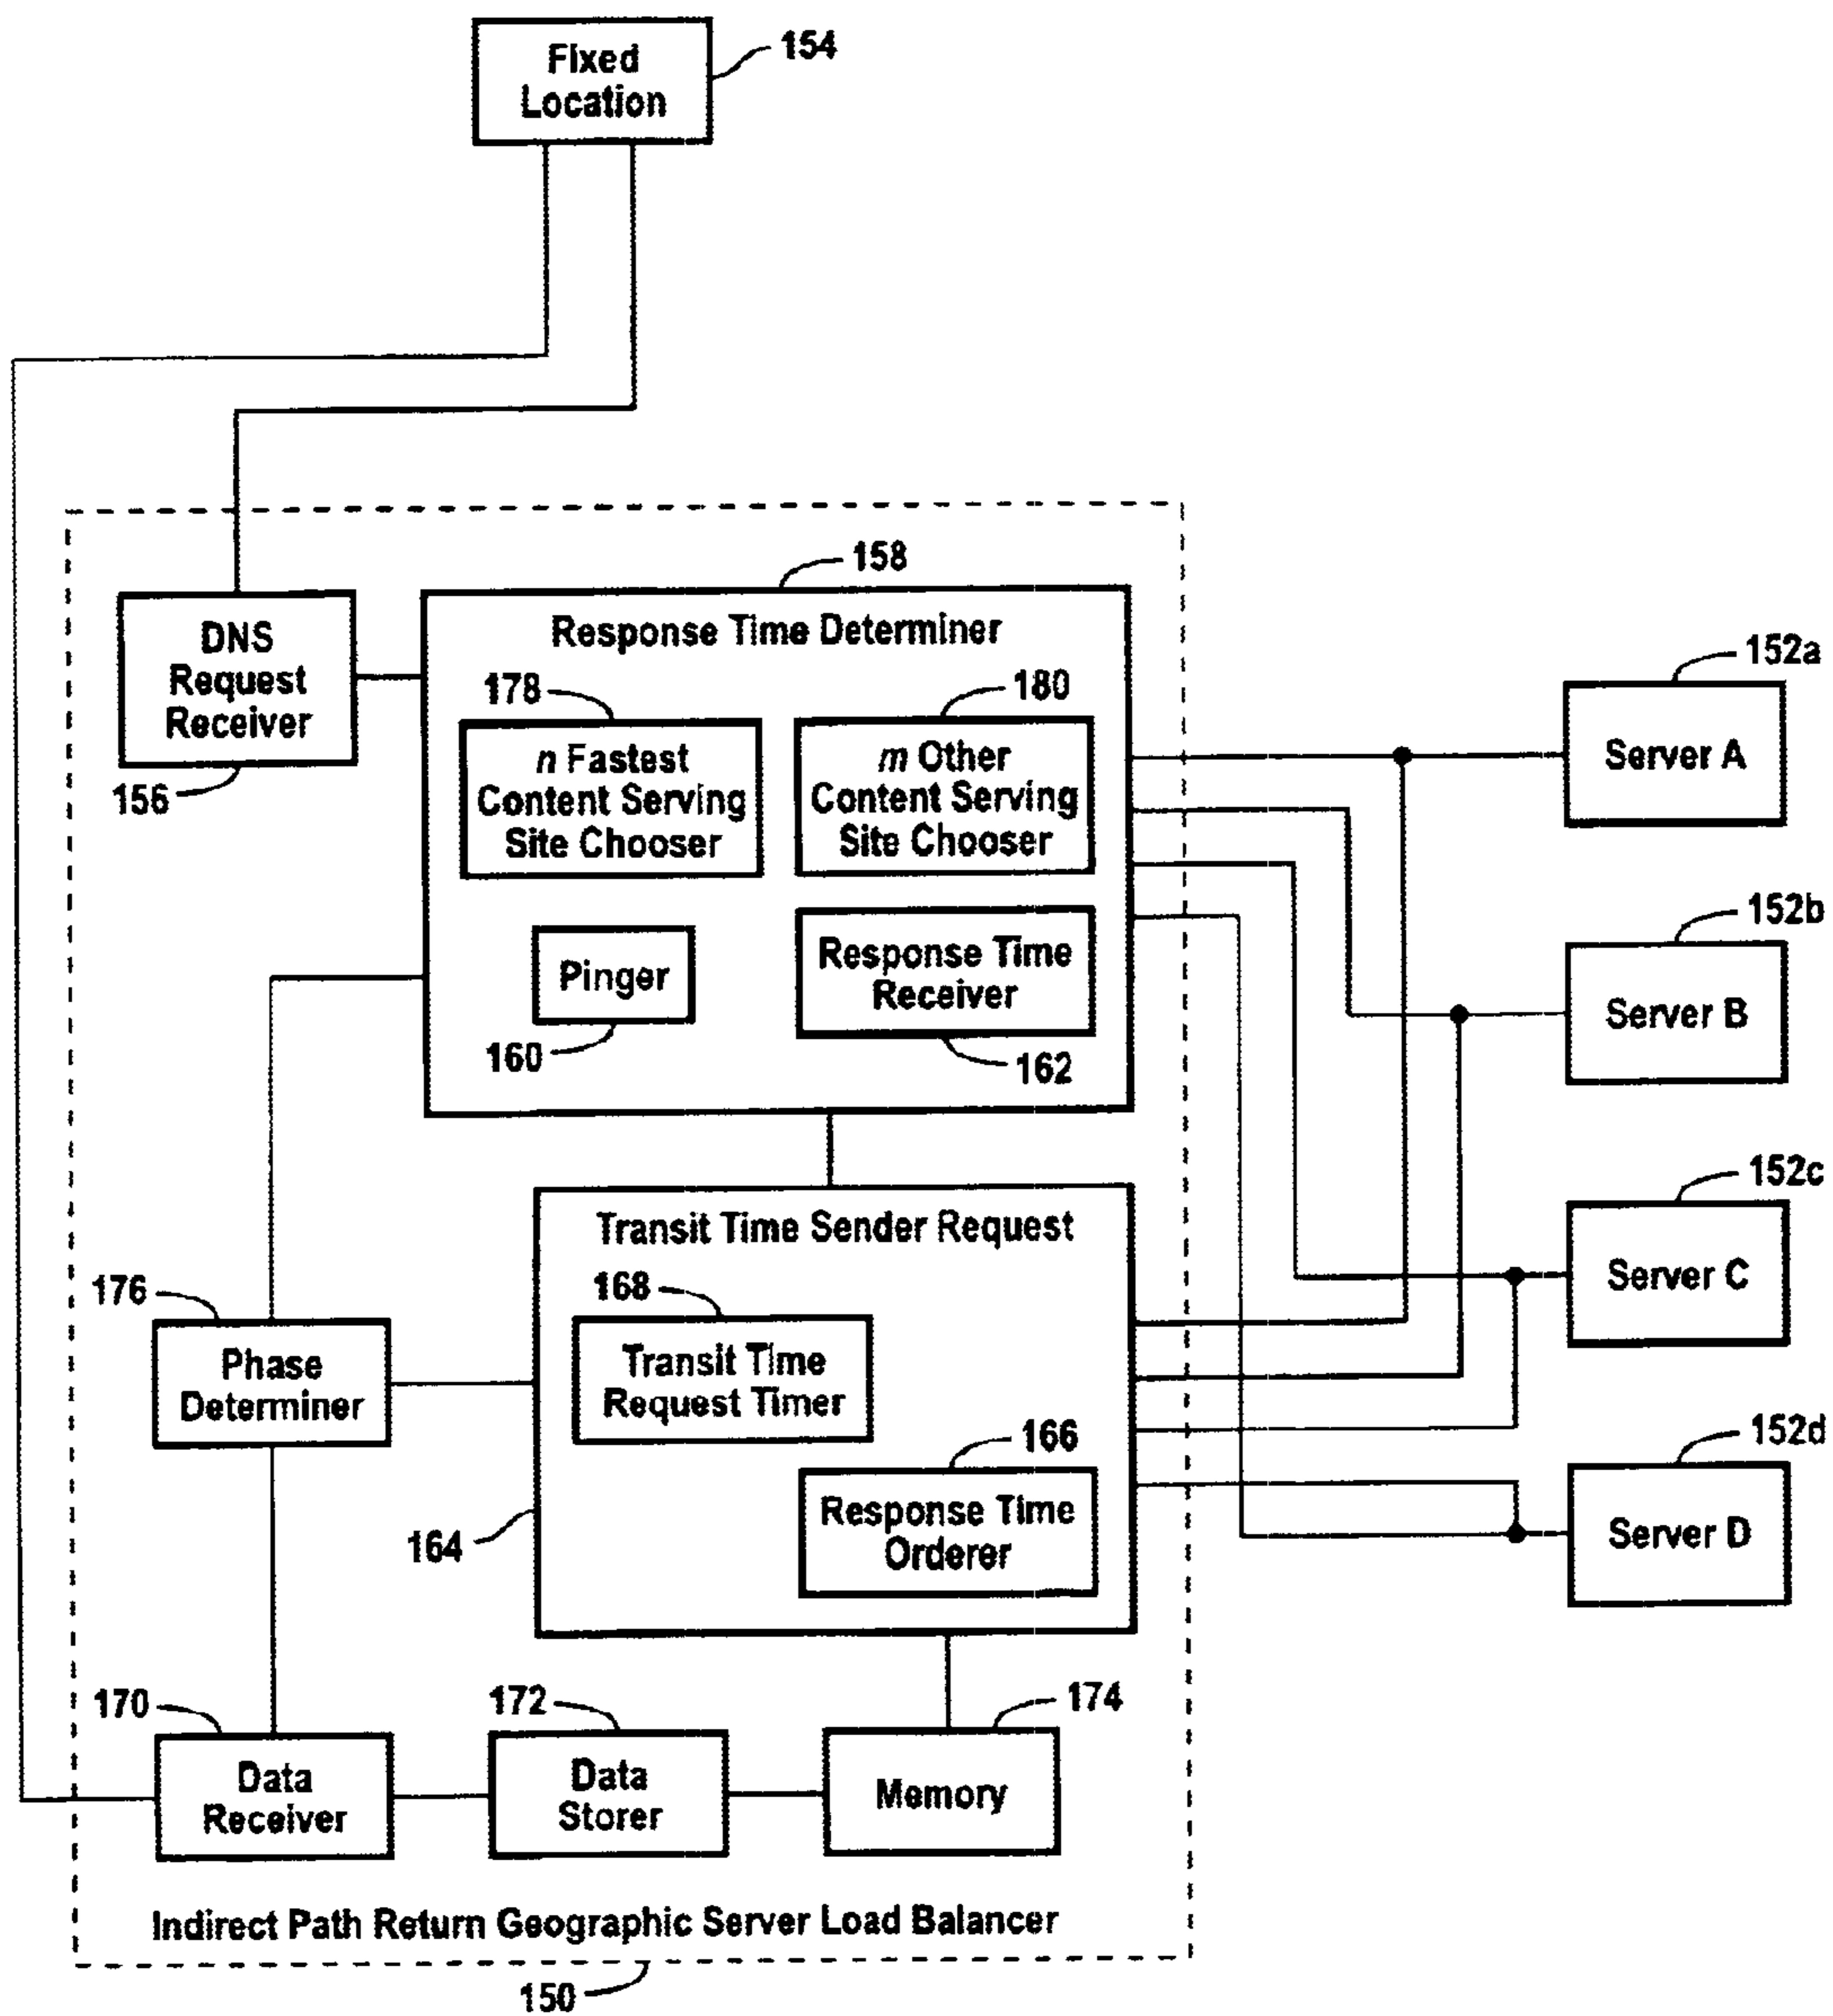 Fixed
Location
154
158
Response Time Determiner
DNS
Request
Receiver
156
178
n Fastest
Content Serving
Site Chooser
180
m Other
Content Serving
Site Chooser
Pinger
160
Response Time
Receiver
162
152a
Server A
152b
Server B
152c
Server C
152d
Server D
Transit Time Sender Request
168
Transit Time
Request Timer
166
Response Time
Orderer
164
176
Phase
Determiner
170
Data
Receiver
172
Data
Storer
174
Memory
Indirect Path Return Geographic Server Load Balancer
150